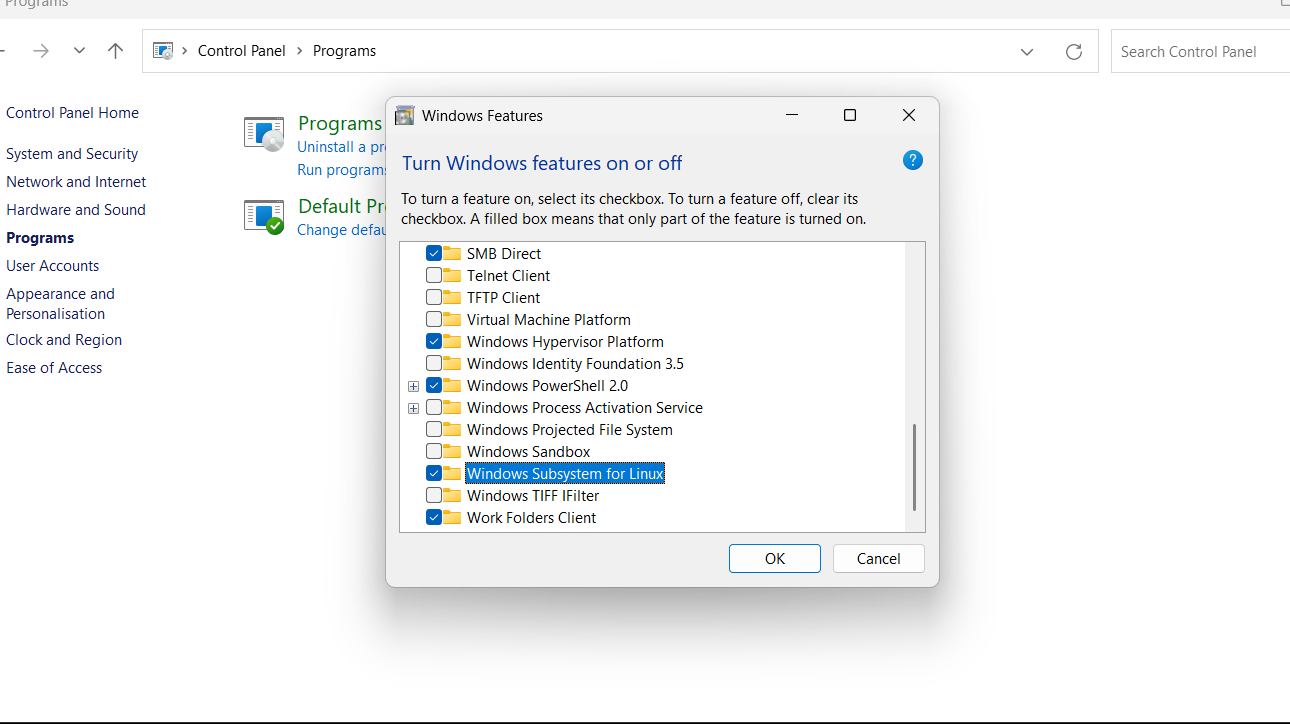 Programs
Control Panel > Programs
Search Control Panel
Control Panel Home
System and Security
Network and Internet
Hardware and Sound
Programs
User Accounts
Appearance and
Personalisation
Clock and Region
Ease of Access
Programs
Uninstall a pr
Run programs
Default Pr
Change defau
Windows Features
Turn Windows features on or off
To turn a feature on, select its checkbox. To turn a feature off, clear its
checkbox. A filled box means that only part of the feature is turned on.
SMB Direct
Telnet Client
TFTP Client
Virtual Machine Platform
Windows Hypervisor Platform
Windows Identity Foundation 3.5
Windows PowerShell 2.0
Windows Process Activation Service
Windows Projected File System
Windows Sandbox
Windows Subsystem for Linux
Windows TIFF IFilter
Work Folders Client
OK
Cancel